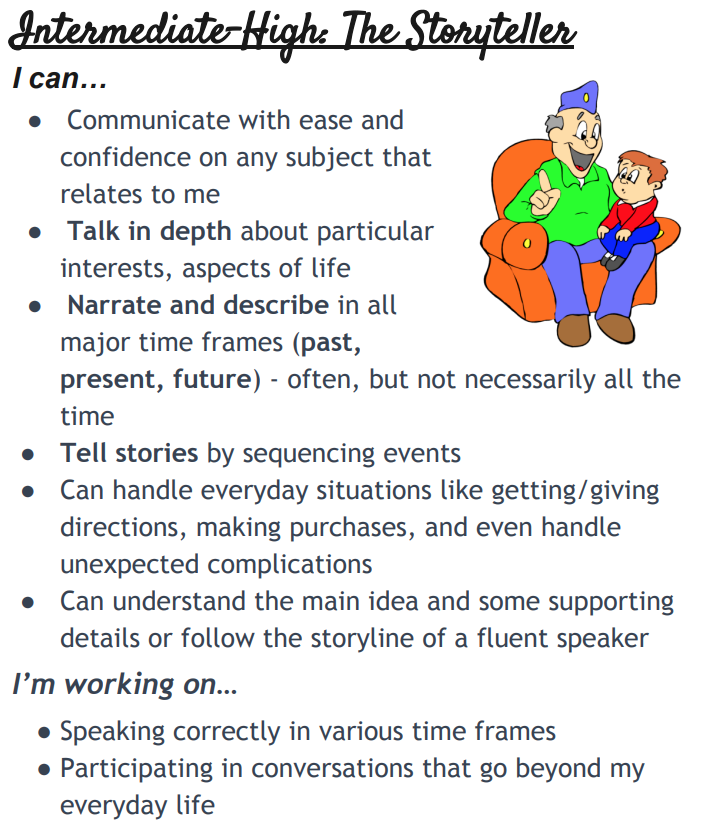 Intermediate-High: The Storyteller
I can...
● Communicate with ease and
confidence on any subject that
relates to me
● Talk in depth about particular
interests, aspects of life
● Narrate and describe in all
major time frames (past,
present, future) - often, but not necessarily all the
time
● Tell stories by sequencing events
● Can handle everyday situations like getting/giving
directions, making purchases, and even handle
unexpected complications
● Can understand the main idea and some supporting
details or follow the storyline of a fluent speaker
I'm working on...
● Speaking correctly in various time frames
● Participating in conversations that go beyond my
everyday life